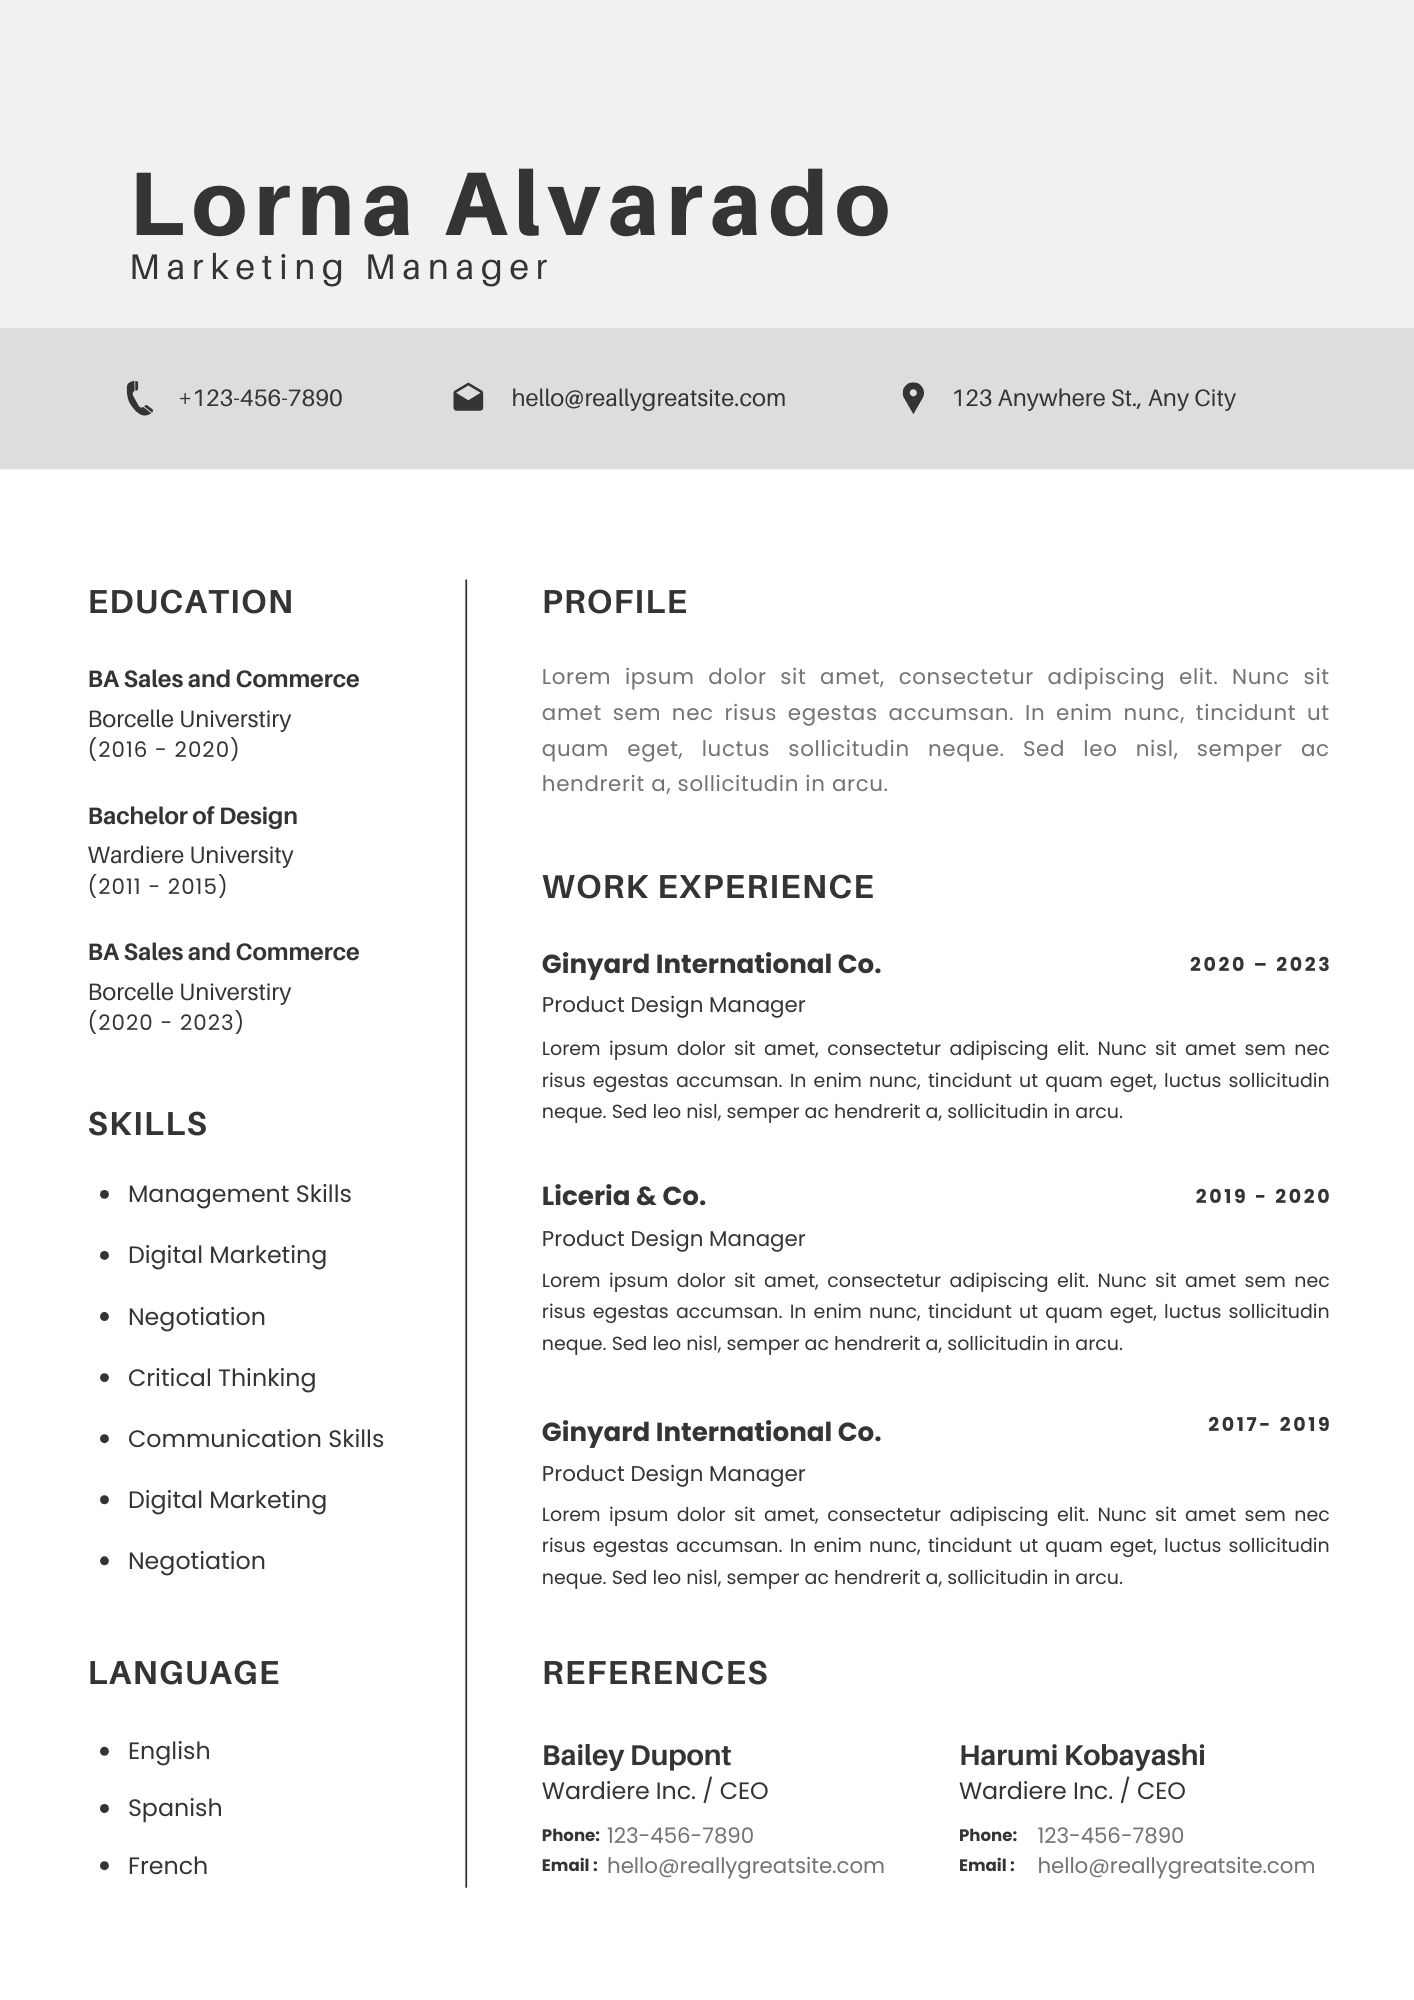 Lorna Alvarado
Marketing Manager
+123-456-7890
hello@reallygreatsite.com
123 Anywhere St., Any City
EDUCATION
BA Sales and Commerce
Borcelle Universtiry
(2016 - 2020)
Bachelor of Design
Wardiere University
(2011 - 2015)
BA Sales and Commerce
Borcelle Universtiry
(2020 - 2023)
SKILLS
Management Skills
Digital Marketing
Negotiation
Critical Thinking
Communication Skills
Digital Marketing
Negotiation
LANGUAGE
English
Spanish
French
PROFILE
Lorem ipsum dolor sit amet, consectetur adipiscing elit. Nunc sit
amet sem nec risus egestas accumsan. In enim nunc, tincidunt ut
quam eget, luctus sollicitudin neque. Sed leo nisl, semper ac
hendrerit a, sollicitudin in arcu.
WORK EXPERIENCE
Ginyard International Co.
2020 – 2023
Product Design Manager
Lorem ipsum dolor sit amet, consectetur adipiscing elit. Nunc sit amet sem nec
risus egestas accumsan. In enim nunc, tincidunt ut quam eget, luctus sollicitudin
neque. Sed leo nisl, semper ac hendrerit a, sollicitudin in arcu.
Liceria & Co.
2019 - 2020
Product Design Manager
Lorem ipsum dolor sit amet, consectetur adipiscing elit. Nunc sit amet sem nec
risus egestas accumsan. In enim nunc, tincidunt ut quam eget, luctus sollicitudin
neque. Sed leo nisl, semper ac hendrerit a, sollicitudin in arcu.
Ginyard International Co.
2017- 2019
Product Design Manager
Lorem ipsum dolor sit amet, consectetur adipiscing elit. Nunc sit amet sem nec
risus egestas accumsan. In enim nunc, tincidunt ut quam eget, luctus sollicitudin
neque. Sed leo nisl, semper ac hendrerit a, sollicitudin in arcu.
REFERENCES
Bailey Dupont
Wardiere Inc. / CEO
Phone: 123-456-7890
Email : hello@reallygreatsite.com
Harumi Kobayashi
Wardiere Inc. / CEO
Phone: 123-456-7890
Email : hello@reallygreatsite.com